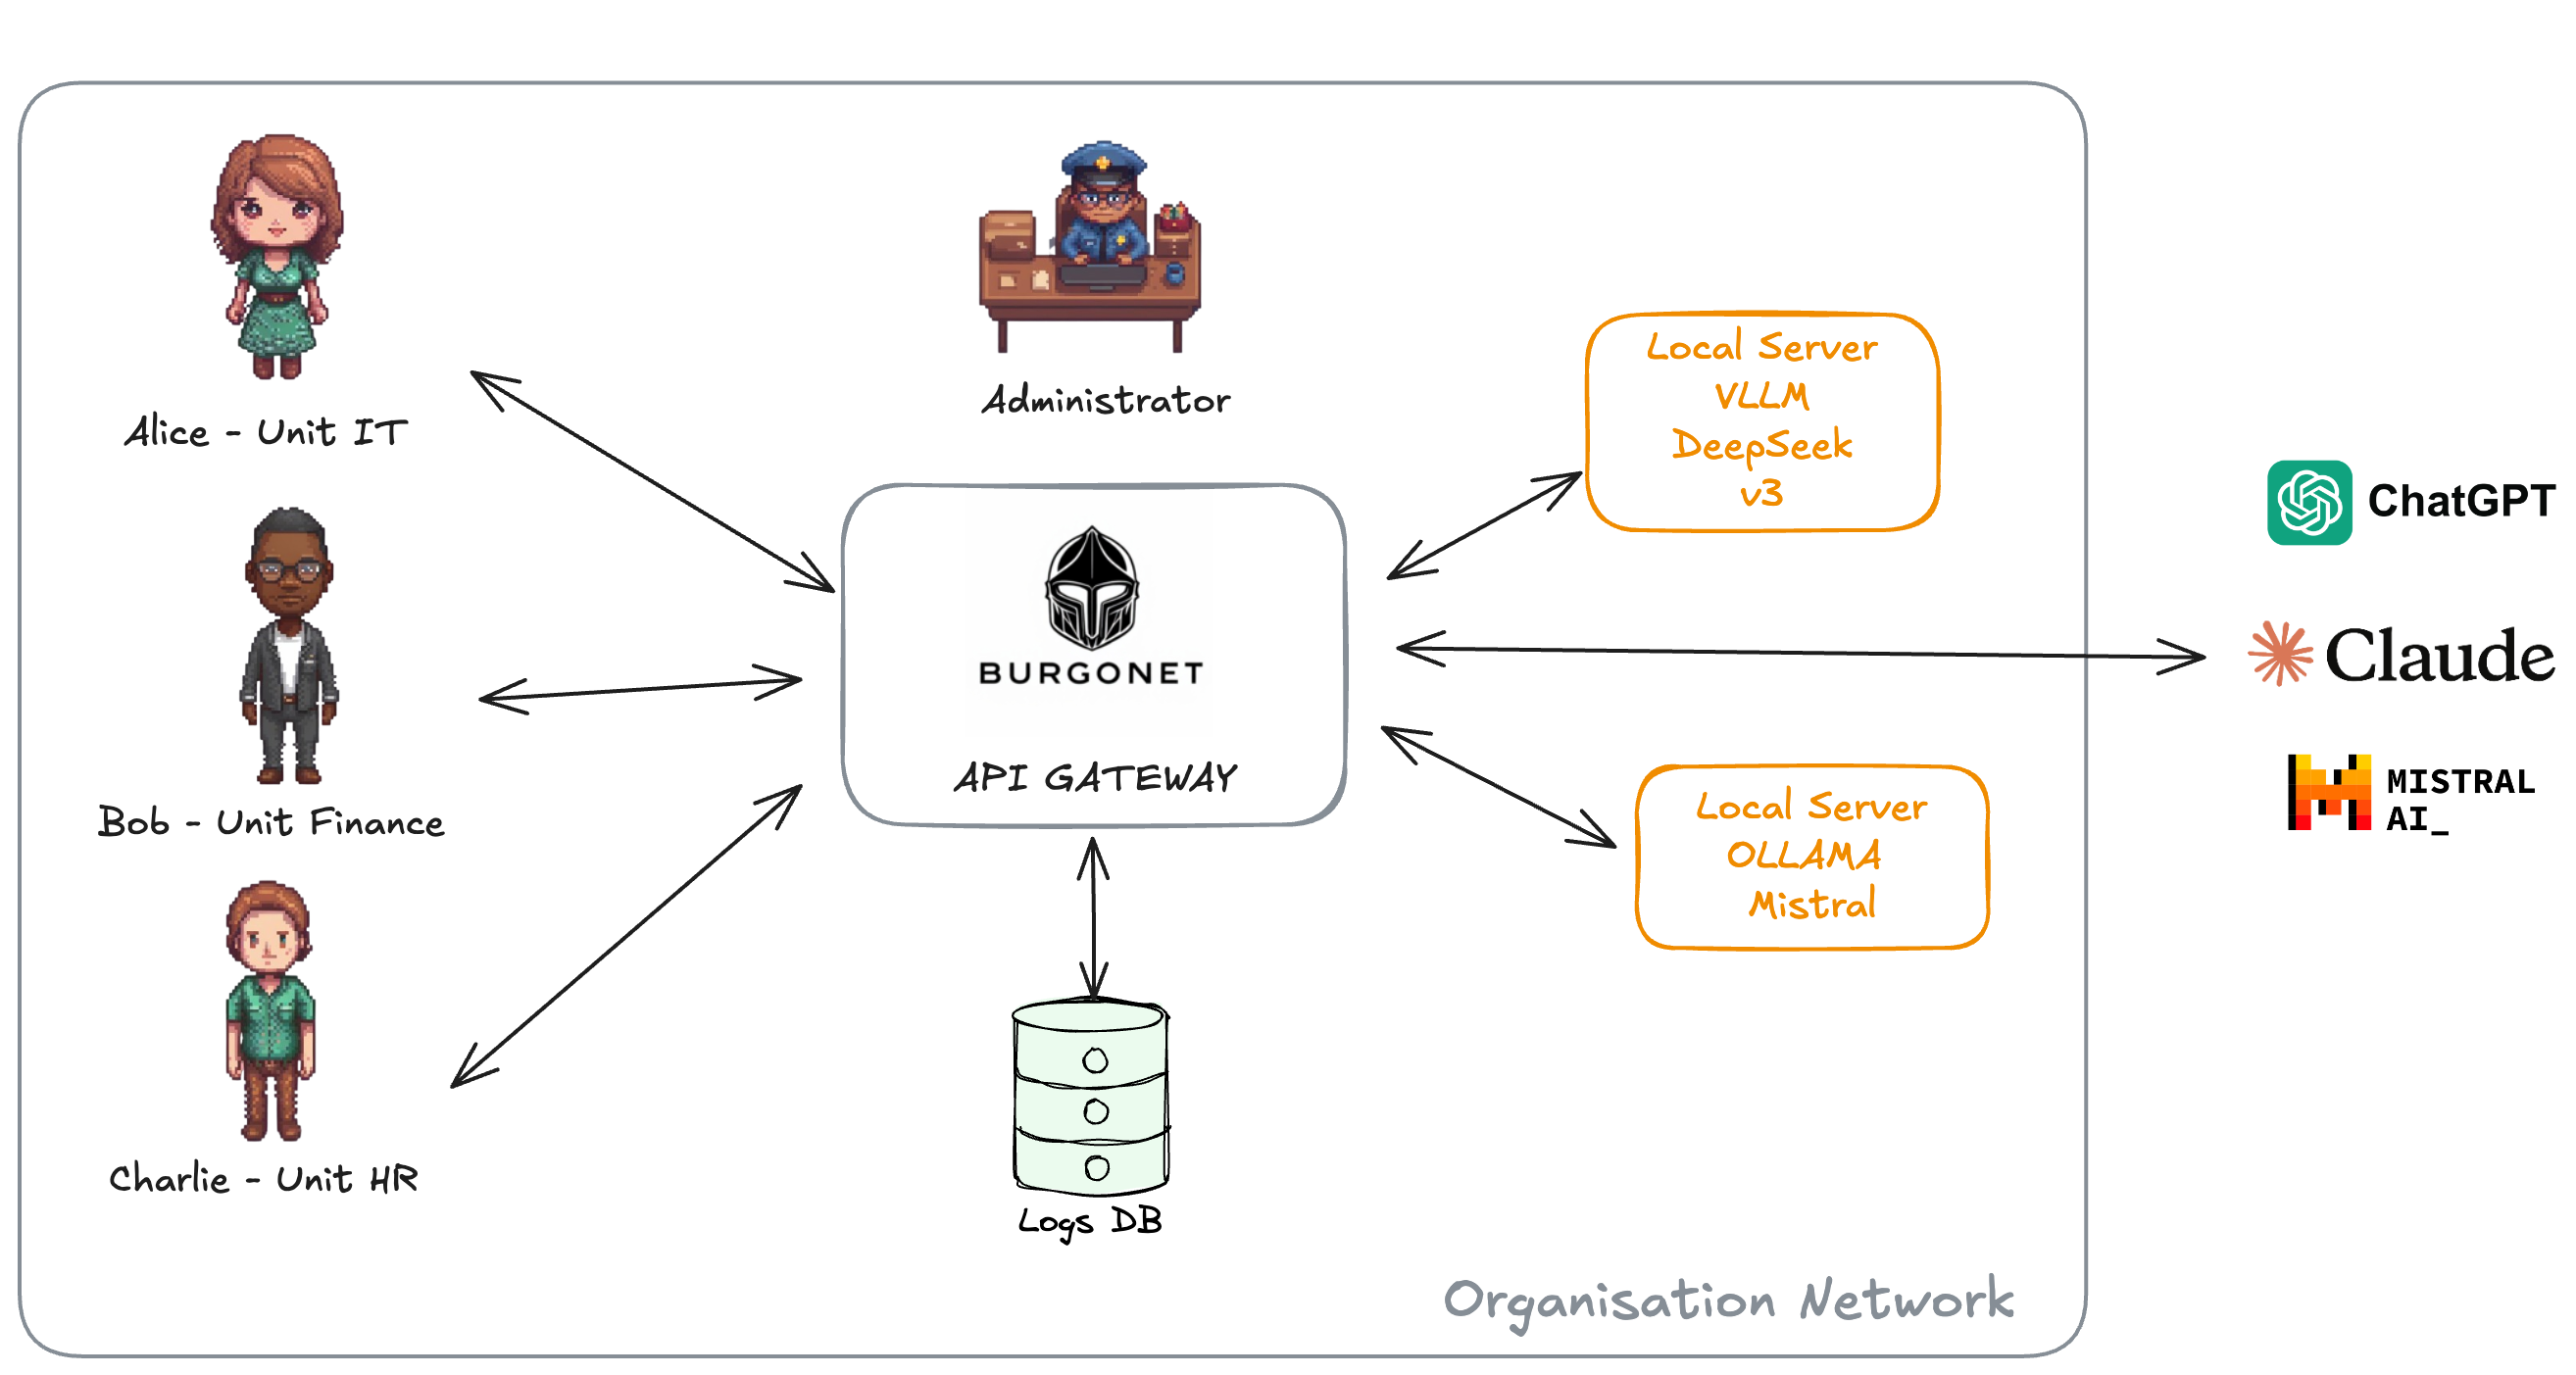 Alice - Unit IT
Administrator
Local Server
VLLM
DeepSeek
v3
ChatGPT
Bob - Unit Finance
BURGONET
API GATEWAY
Claude
MISTRAL
AI_
Local Server
OLLAMA
Mistral
Charlie - Unit HR
Logs DB
Organisation Network